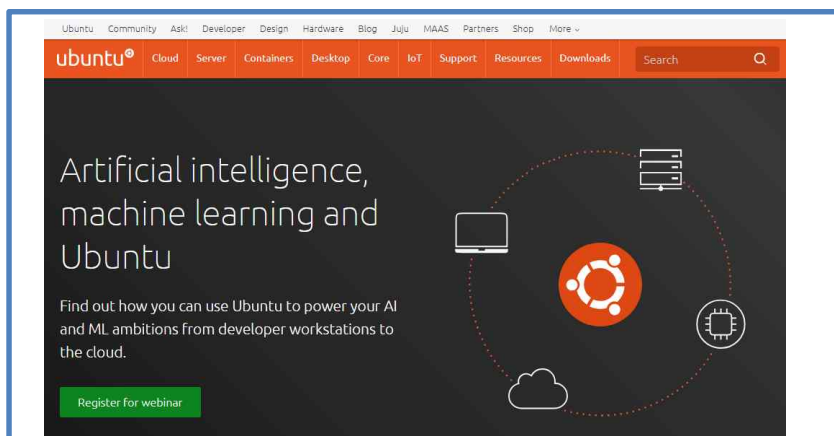 Ubuntu Community Ask! Developer Design Hardware Blog Juju MAAS Partners Shop More
ubuntu Cloud Server Containers Desktop Core IoT Support Resources Downloads Search
Artificial intelligence,
machine learning and
Ubuntu
Find out how you can use Ubuntu to power your AI
and ML ambitions from developer workstations to
the cloud.
Register for webinar